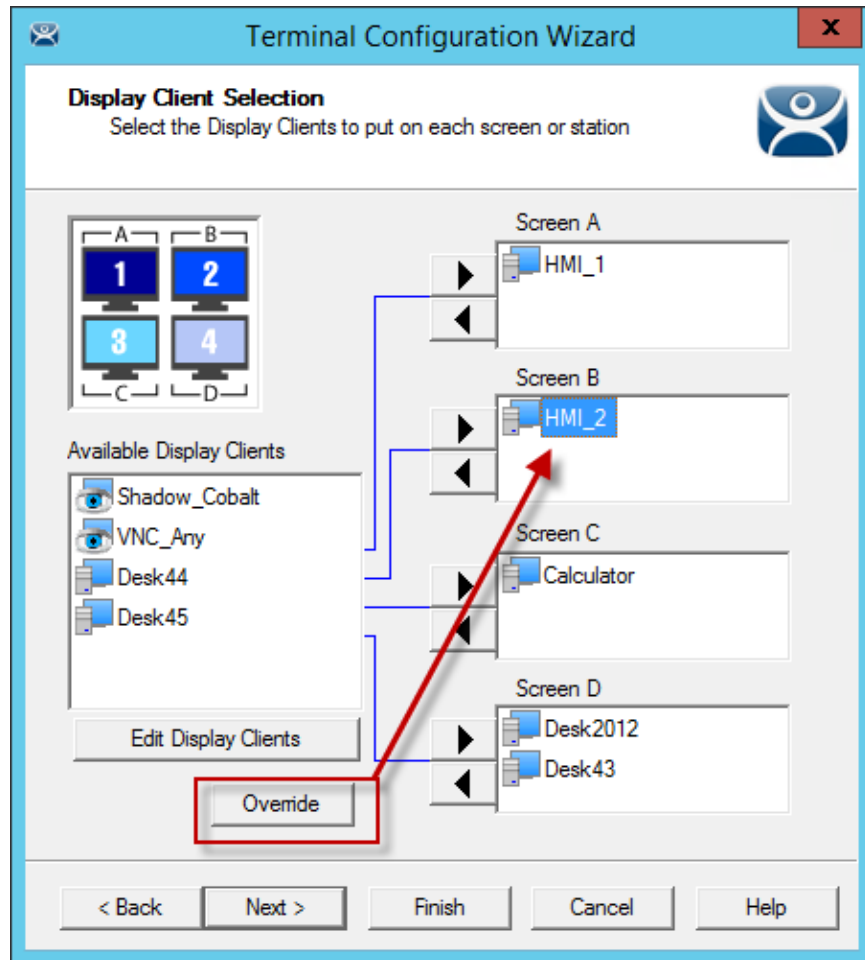 Terminal Configuration Wizard
x
Display Client Selection
Select the Display Clients to put on each screen or station
A
B
1
2
3
4
C
D
Available Display Clients
Shadow_Cobalt
VNC_Any
Desk44
Desk45
Edit Display Clients
Override
Screen A
HMI_1
Screen B
HMI_2
Screen C
Calculator
Screen D
Desk2012
Desk43
< Back
Next >
Finish
Cancel
Help